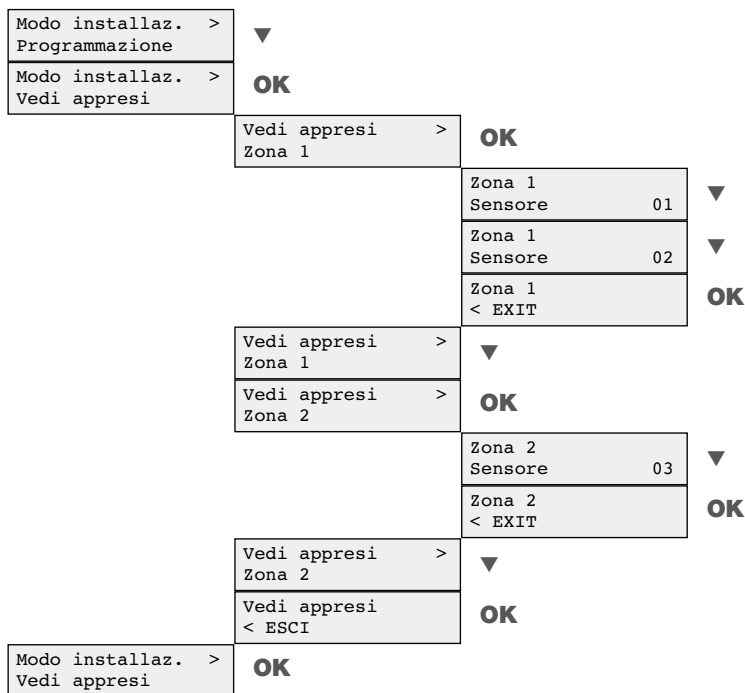 Modo installaz. >
Programmazione
▼
Modo installaz. >
Vedi appresi
OK
Vedi appresi >
Zona 1
OK
Zona 1
Sensore 01
▼
Zona 1
Sensore 02
▼
Zona 1
< EXIT
OK
Vedi appresi >
Zona 1
▼
Vedi appresi >
Zona 2
OK
Zona 2
Sensore 03
▼
Zona 2
< EXIT
OK
Vedi appresi >
Zona 2
▼
Vedi appresi
< ESCI
OK
Modo installaz. >
Vedi appresi
OK